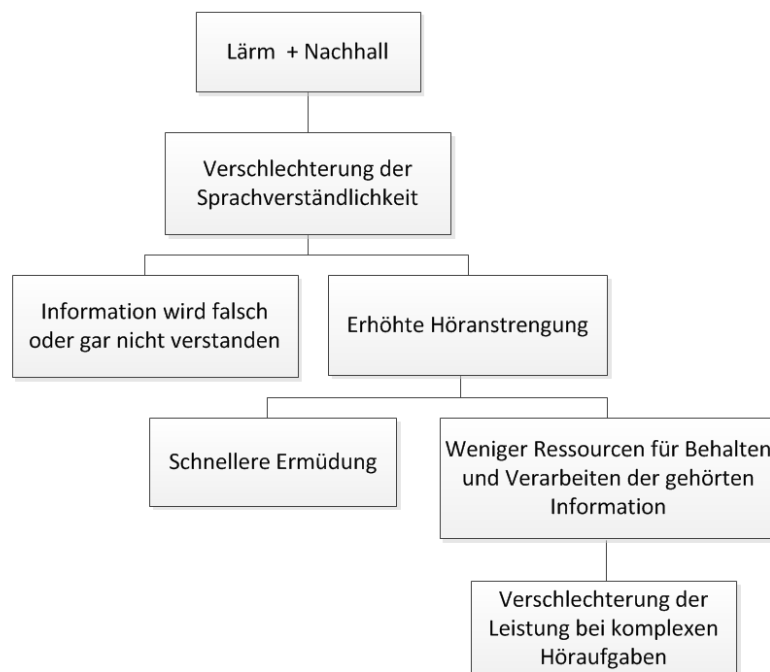 Lärm + Nachhall
Verschlechterung der
Sprachverständlichkeit
Information wird falsch
oder gar nicht verstanden
Erhöhte Höranstrengung
Schnellere Ermüdung
Weniger Ressourcen für Behalten
und Verarbeiten der gehörten
Information
Verschlechterung der
Leistung bei komplexen
Höraufgaben